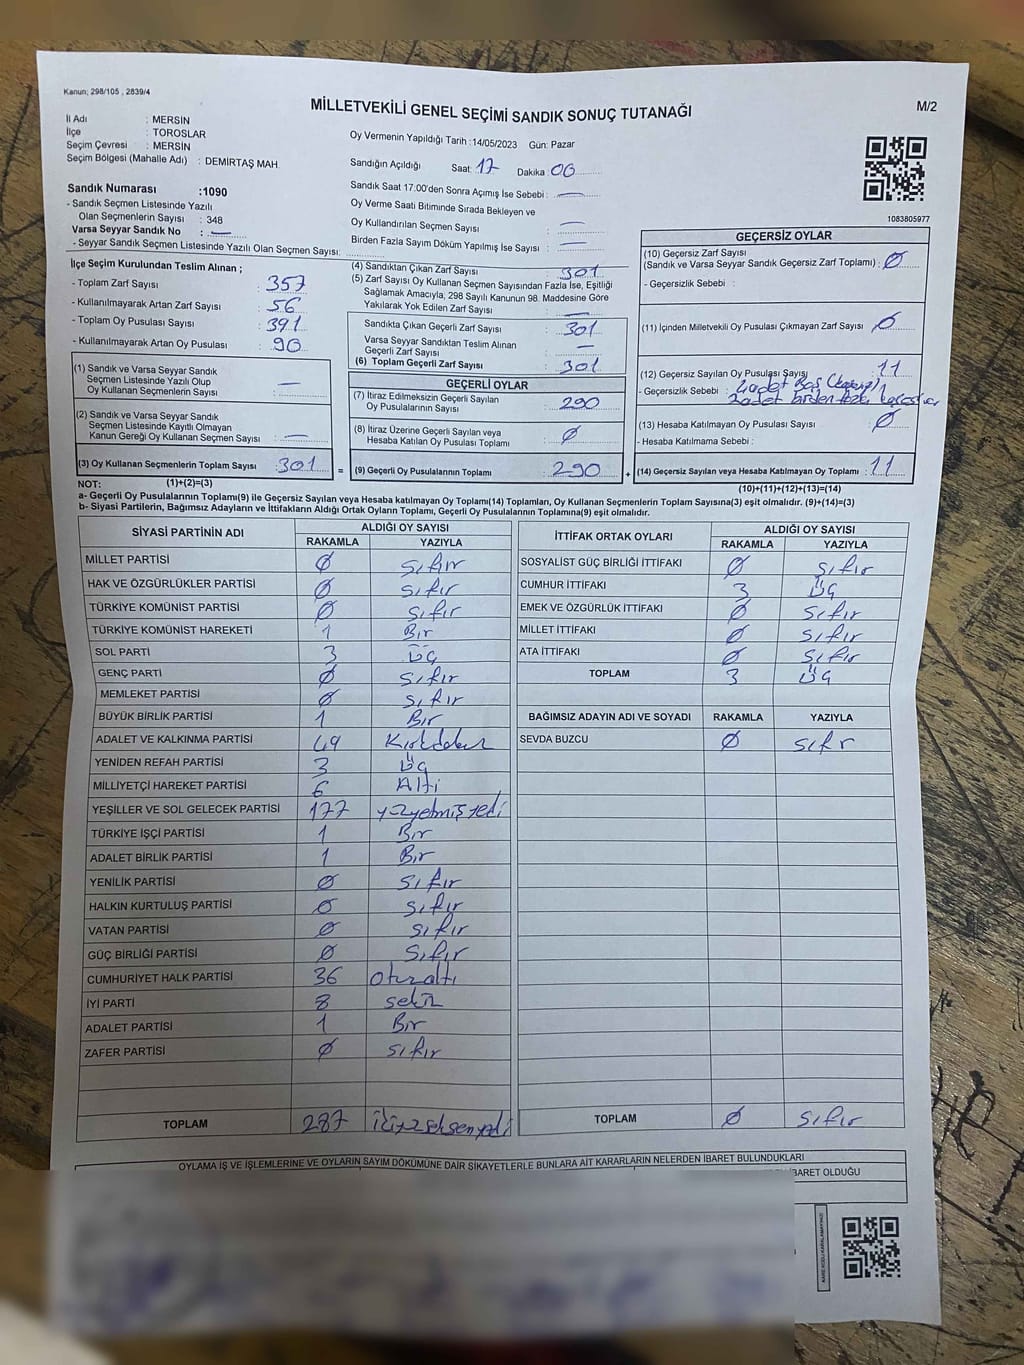 Kanun; 298/105 , 2839/4
MİLLETVEKİLİ GENEL SEÇİMİ SANDIK SONUÇ TUTANAĞI
M/2
İl Adı : MERSİN
İlçe : TOROSLAR
Seçim Çevresi : MERSİN
Seçim Bölgesi (Mahalle Adı) : DEMİRTAŞ MAH.
Sandık Numarası :1090
- Sandık Seçmen Listesinde Yazılı
Olan Seçmenlerin Sayısı : 348
Varsa Seyyar Sandık No : —
- Seyyar Sandık Seçmen Listesinde Yazılı Olan Seçmen Sayısı:
İlçe Seçim Kurulundan Teslim Alınan ;
- Toplam Zarf Sayısı : 357
- Kullanılmayarak Artan Zarf Sayısı : 56
- Toplam Oy Pusulası Sayısı : 391
- Kullanılmayarak Artan Oy Pusulası : 90
(1) Sandık ve Varsa Seyyar Sandık
Seçmen Listesinde Yazılı Olup
Oy Kullanan Seçmenlerin Sayısı : —
(2) Sandık ve Varsa Seyyar Sandık
Seçmen Listesinde Kayıtlı Olmayan
Kanun Gereği Oy Kullanan Seçmen Sayısı : —
(3) Oy Kullanan Seçmenlerin Toplam Sayısı : 301
(1)+(2)=(3)
Oy Vermenin Yapıldığı Tarih :14/05/2023 Gün: Pazar
Sandığın Açıldığı Saat: 17 Dakika : 00
Sandık Saat 17.00'den Sonra Açımış İse Sebebi : —
Oy Verme Saati Bitiminde Sırada Bekleyen ve
Oy Kullandırılan Seçmen Sayısı : —
Birden Fazla Sayım Döküm Yapılmış İse Sayısı : —
(4) Sandıktan Çıkan Zarf Sayısı : 301
(5) Zarf Sayısı Oy Kullanan Seçmen Sayısından Fazla İse, Eşitliği
Sağlamak Amacıyla, 298 Sayılı Kanunun 98. Maddesine Göre
Yakılarak Yok Edilen Zarf Sayısı : —
Sandıkta Çıkan Geçerli Zarf Sayısı : 301
Varsa Seyyar Sandıktan Teslim Alınan
Geçerli Zarf Sayısı : —
(6) Toplam Geçerli Zarf Sayısı : 301
GEÇERLİ OYLAR
(7) İtiraz Edilmeksizin Geçerli Sayılan
Oy Pusulalarının Sayısı : 290
(8) İtiraz Üzerine Geçerli Sayılan veya
Hesaba Katılan Oy Pusulası Toplamı : Ø
= (9) Geçerli Oy Pusulalarının Toplamı : 290 +
1083805977
GEÇERSİZ OYLAR
(10) Geçersiz Zarf Sayısı
(Sandık ve Varsa Seyyar Sandık Geçersiz Zarf Toplamı) : Ø
- Geçersizlik Sebebi :
(11) İçinden Milletvekili Oy Pusulası Çıkmayan Zarf Sayısı : Ø
(12) Geçersiz Sayılan Oy Pusulası Sayısı : 11
- Geçersizlik Sebebi : adet Boş
adet birden fazla
(13) Hesaba Katılmayan Oy Pusulası Sayısı : Ø
- Hesaba Katılmama Sebebi :
(14) Geçersiz Sayılan veya Hesaba Katılmayan Oy Toplamı : 11
(10)+(11)+(12)+(13)=(14)
NOT:
a- Geçerli Oy Pusulalarının Toplamı(9) ile Geçersiz Sayılan veya Hesaba katılmayan Oy Toplamı(14) Toplamları, Oy Kullanan Seçmenlerin Toplam Sayısına(3) eşit olmalıdır. (9)+(14)=(3)
b- Siyasi Partilerin, Bağımsız Adayların ve İttifakların Aldığı Ortak Oyların Toplamı, Geçerli Oy Pusulalarının Toplamına(9) eşit olmalıdır.
SİYASİ PARTİNİN ADI ALDIĞI OY SAYISI
RAKAMLA YAZIYLA
MİLLET PARTİSİ Ø Sıfır
HAK VE ÖZGÜRLÜKLER PARTİSİ Ø Sıfır
TÜRKİYE KOMÜNİST PARTİSİ Ø Sıfır
TÜRKİYE KOMÜNİST HAREKETİ 1 Bir
SOL PARTİ 3 Üç
GENÇ PARTİ Ø Sıfır
MEMLEKET PARTİSİ Ø Sıfır
BÜYÜK BİRLİK PARTİSİ 1 Bir
ADALET VE KALKINMA PARTİSİ 49 Kırkdokuz
YENİDEN REFAH PARTİSİ 3 Üç
MİLLİYETÇİ HAREKET PARTİSİ 6 Altı
YEŞİLLER VE SOL GELECEK PARTİSİ 177 yüzyetmişyedi
TÜRKİYE İŞÇİ PARTİSİ 1 Bir
ADALET BİRLİK PARTİSİ 1 Bir
YENİLİK PARTİSİ Ø Sıfır
HALKIN KURTULUŞ PARTİSİ Ø Sıfır
VATAN PARTİSİ Ø Sıfır
GÜÇ BİRLİĞİ PARTİSİ Ø Sıfır
CUMHURİYET HALK PARTİSİ 36 otuzaltı
İYİ PARTİ 8 sekiz
ADALET PARTİSİ 1 Bir
ZAFER PARTİSİ Ø Sıfır
TOPLAM 287 ikiyüzseksenyedi
İTTİFAK ORTAK OYLARI ALDIĞI OY SAYISI
RAKAMLA YAZIYLA
SOSYALİST GÜÇ BİRLİĞİ İTTİFAKI Ø Sıfır
CUMHUR İTTİFAKI 3 Üç
EMEK VE ÖZGÜRLÜK İTTİFAKI Ø Sıfır
MİLLET İTTİFAKI Ø Sıfır
ATA İTTİFAKI Ø Sıfır
TOPLAM 3 Üç
BAĞIMSIZ ADAYIN ADI VE SOYADI RAKAMLA YAZIYLA
SEVDA BUZCU Ø sıfır
TOPLAM Ø Sıfır
OYLAMA İŞ VE İŞLEMLERİNE VE OYLARIN SAYIM DÖKÜMÜNE DAİR ŞİKAYETLERLE BUNLARA AİT KARARLARIN NELERDEN İBARET BULUNDUKLARI
İBARET OLDUĞU
KARE KODU KARALAMAYINIZ!